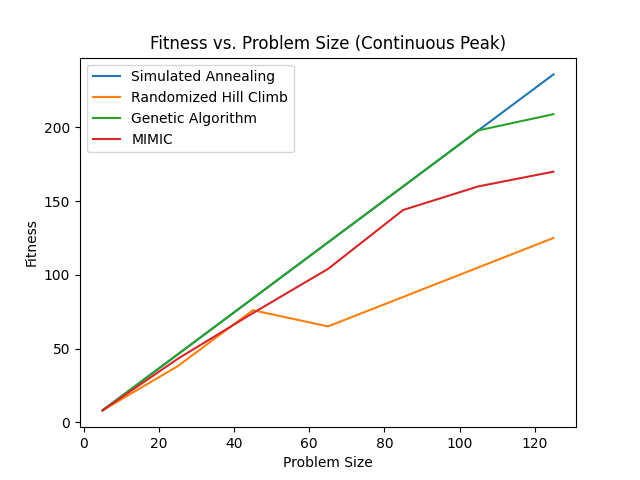 Fitness vs. Problem Size (Continuous Peak)
Simulated Annealing
Randomized Hill Climb
Genetic Algorithm
MIMIC
Fitness
200
150
100
50
0
0 20 40 60 80 100 120
Problem Size